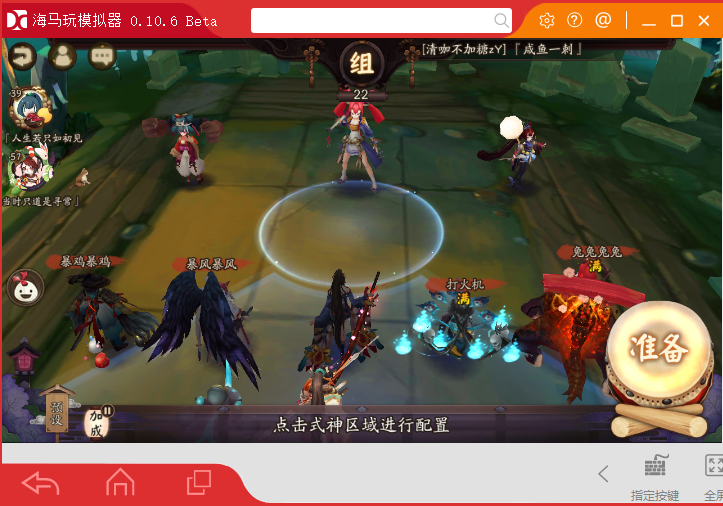 海马玩模拟器 0.10.6 Beta
组
22
[清咖不加糖zY]『咸鱼一刺』
39
「人生若只如初见
57
当时只道是寻常」
暴鸡暴鸡
暴风暴风
打火机
满
兔兔兔兔
满
准备
预设
加成
点击式神区域进行配置
指定按键
全屏